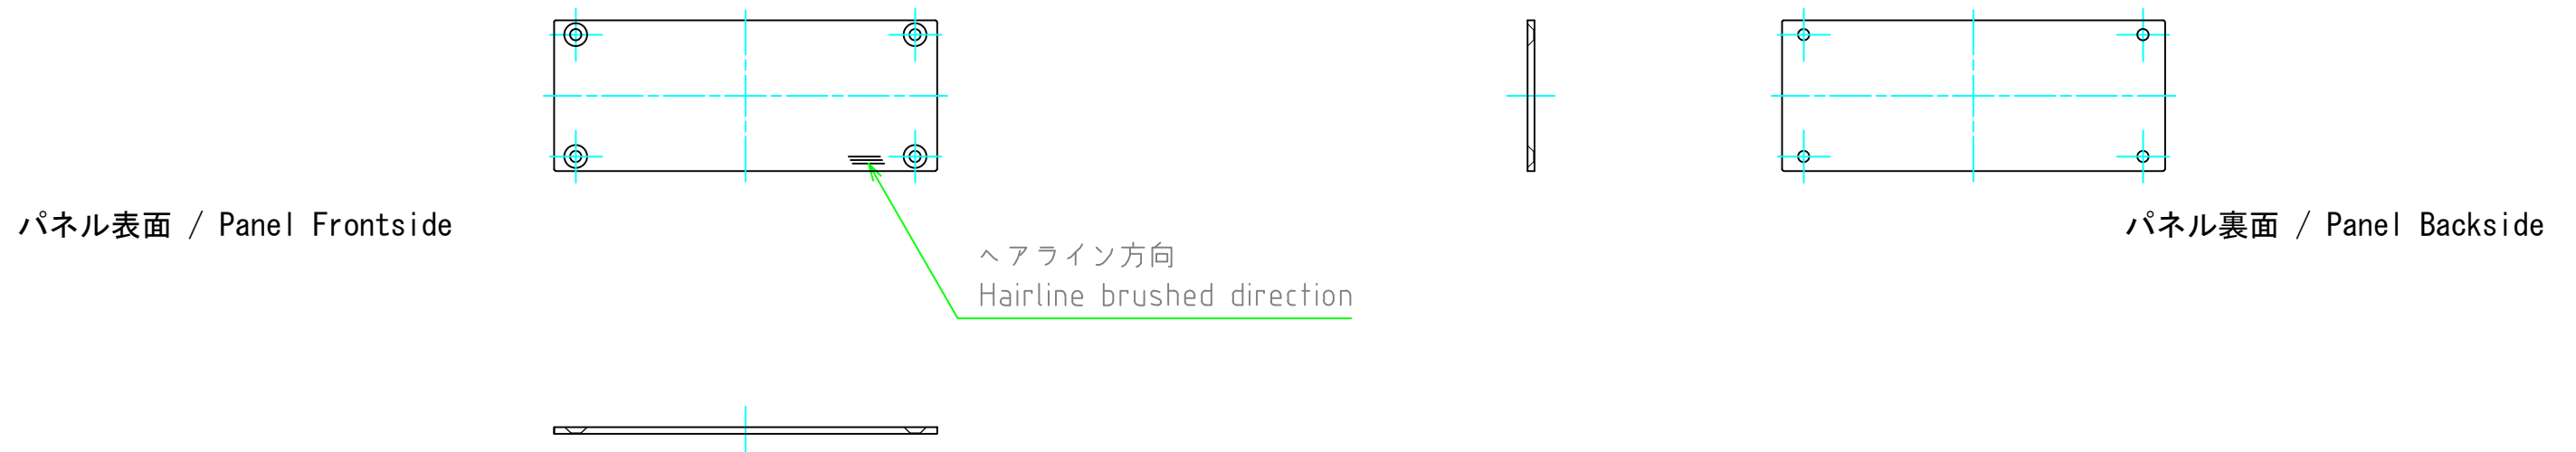 パネル表面 / Panel Frontside
パネル裏面 / Panel Backside
ヘアライン方向
Hairline brushed direction